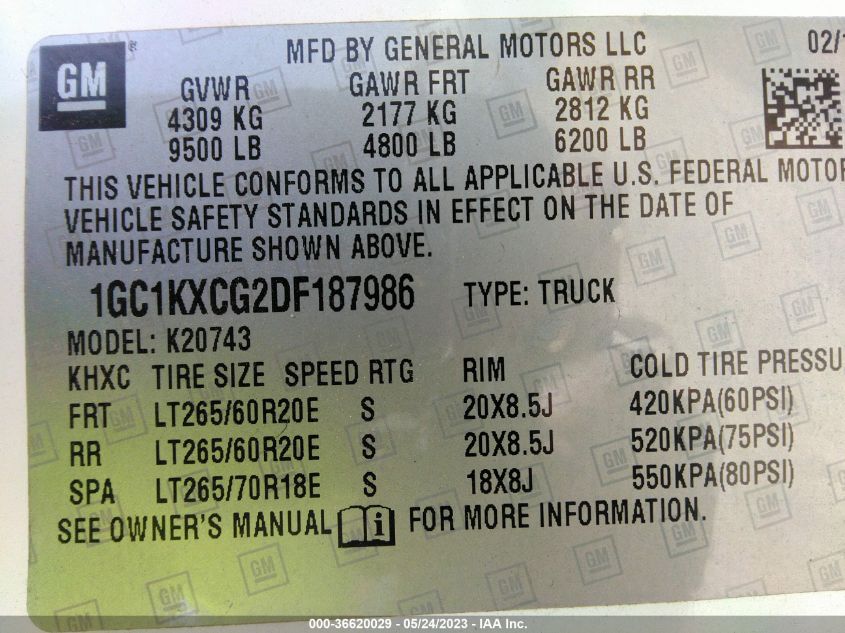 GM
MFD BY GENERAL MOTORS LLC 02/1
GVWR GAWR FRT GAWR RR
4309 KG 2177 KG 2812 KG
9500 LB 4800 LB 6200 LB
THIS VEHICLE CONFORMS TO ALL APPLICABLE U.S. FEDERAL MOTOR
VEHICLE SAFETY STANDARDS IN EFFECT ON THE DATE OF
MANUFACTURE SHOWN ABOVE.
1GC1KXCG2DF187986 TYPE: TRUCK
MODEL: K20743
KHXC TIRE SIZE SPEED RTG RIM COLD TIRE PRESSU
FRT LT265/60R20E S 20X8.5J 420KPA(60PSI)
RR LT265/60R20E S 20X8.5J 520KPA(75PSI)
SPA LT265/70R18E S 18X8J 550KPA(80PSI)
SEE OWNER'S MANUAL i FOR MORE INFORMATION.
000-36620029 - 05/24/2023 - IAA Inc.